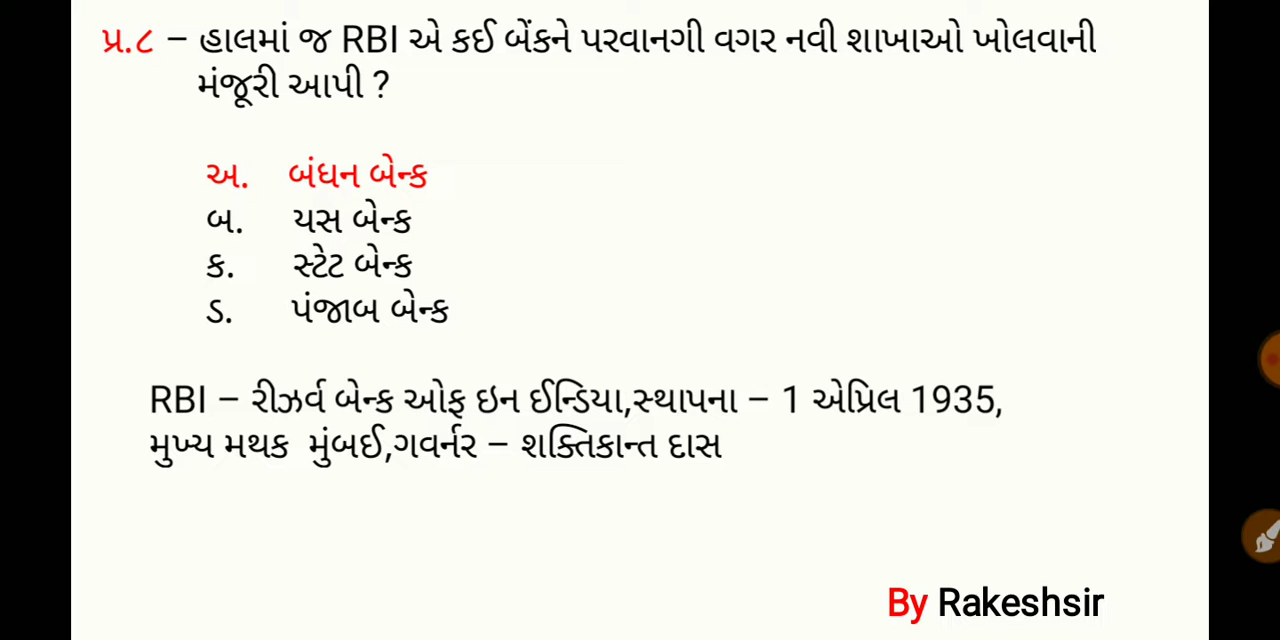 પ્ર.૮ – હાલમાં જ RBI એ કઈ બેંકને પરવાનગી વગર નવી શાખાઓ ખોલવાની
મંજૂરી આપી ?
અ. બંધન બેન્ક
બ. યસ બેન્ક
ક. સ્ટેટ બેન્ક
ડ. પંજાબ બેન્ક
RBI – રીઝર્વ બેન્ક ઓફ ઇન ઈન્ડિયા,સ્થાપના – 1 એપ્રિલ 1935,
મુખ્ય મથક મુંબઈ,ગવર્નર – શક્તિકાન્ત દાસ
By Rakeshsir